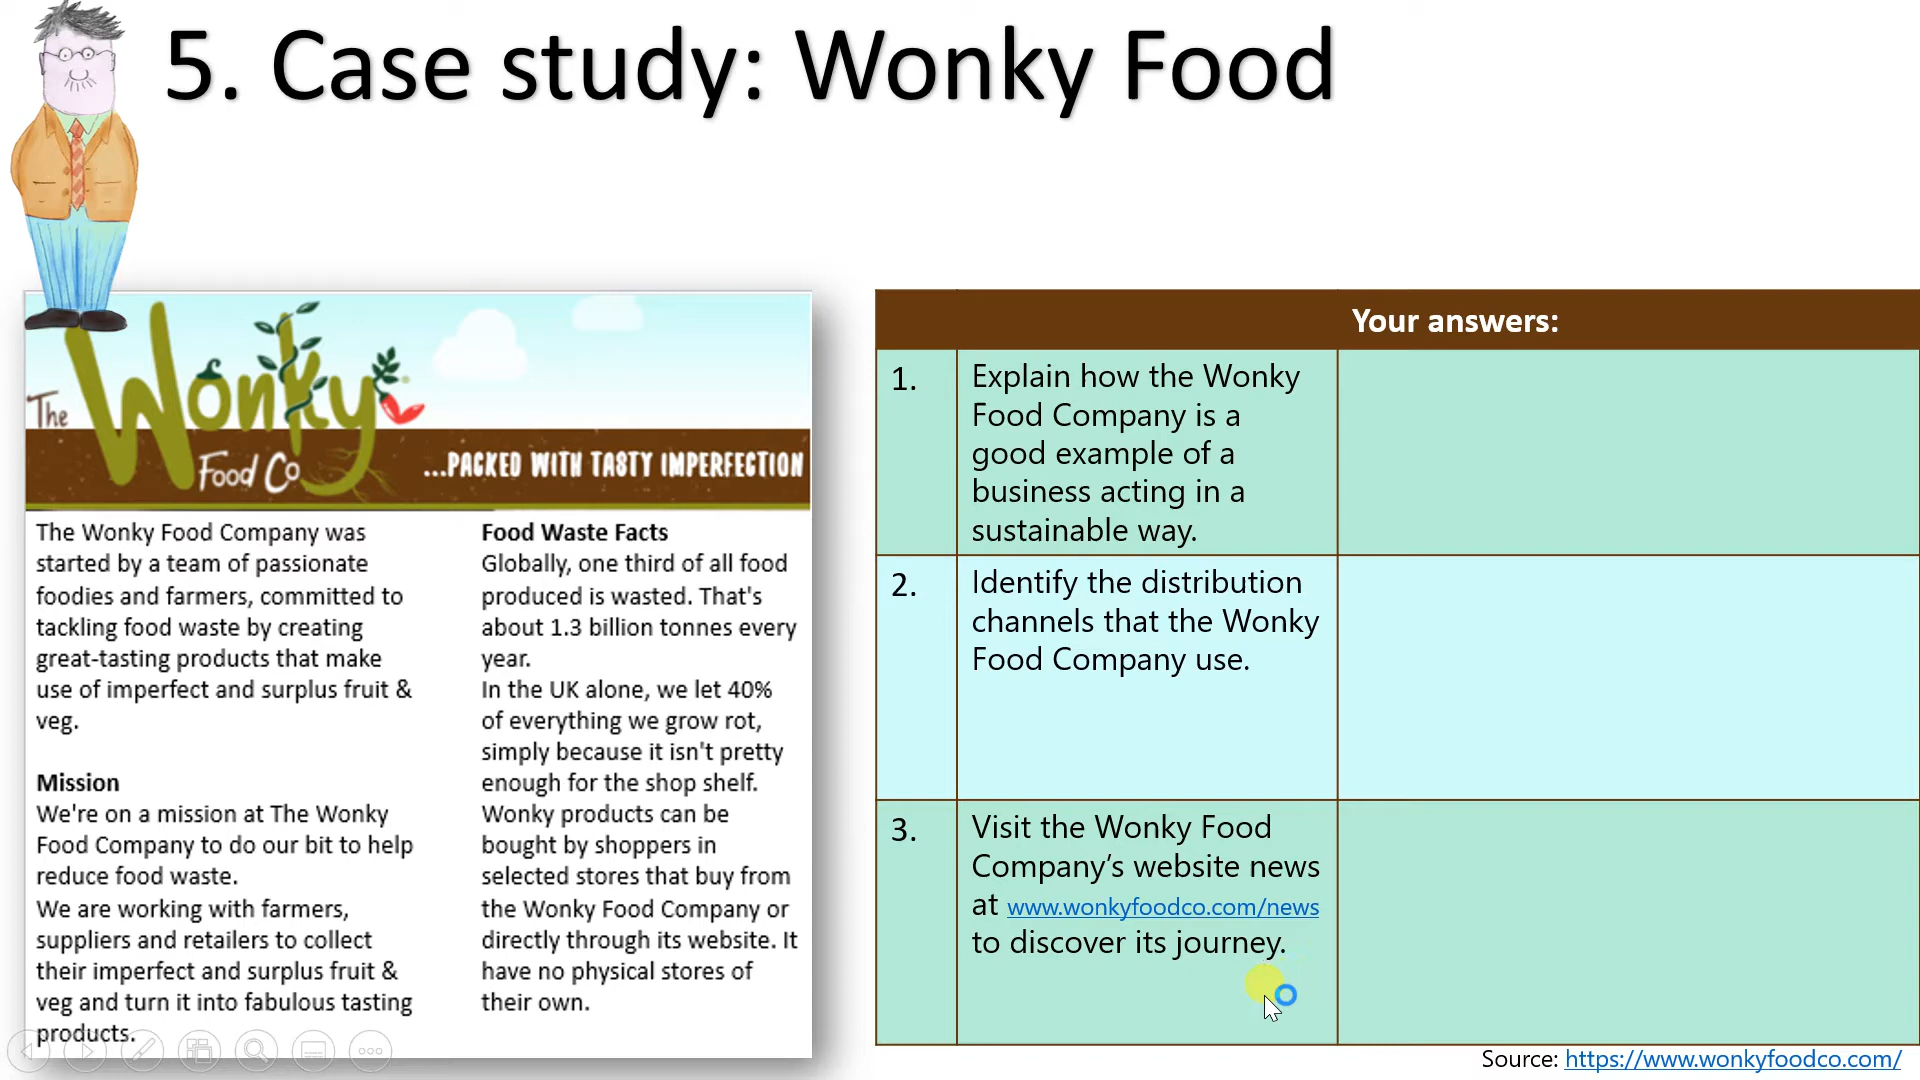 5. Case study: Wonky Food
The Wonky Food Co
...PACKED WITH TASTY IMPERFECTION
The Wonky Food Company was
started by a team of passionate
foodies and farmers, committed to
tackling food waste by creating
great-tasting products that make
use of imperfect and surplus fruit &
veg.
Mission
We're on a mission at The Wonky
Food Company to do our bit to help
reduce food waste.
We are working with farmers,
suppliers and retailers to collect
their imperfect and surplus fruit &
veg and turn it into fabulous tasting
products.
Food Waste Facts
Globally, one third of all food
produced is wasted. That's
about 1.3 billion tonnes every
year.
In the UK alone, we let 40%
of everything we grow rot,
simply because it isn't pretty
enough for the shop shelf.
Wonky products can be
bought by shoppers in
selected stores that buy from
the Wonky Food Company or
directly through its website. It
have no physical stores of
their own.
Your answers:
1. Explain how the Wonky
Food Company is a
good example of a
business acting in a
sustainable way.
2. Identify the distribution
channels that the Wonky
Food Company use.
3. Visit the Wonky Food
Company’s website news
at www.wonkyfoodco.com/news
to discover its journey.
Source: https://www.wonkyfoodco.com/